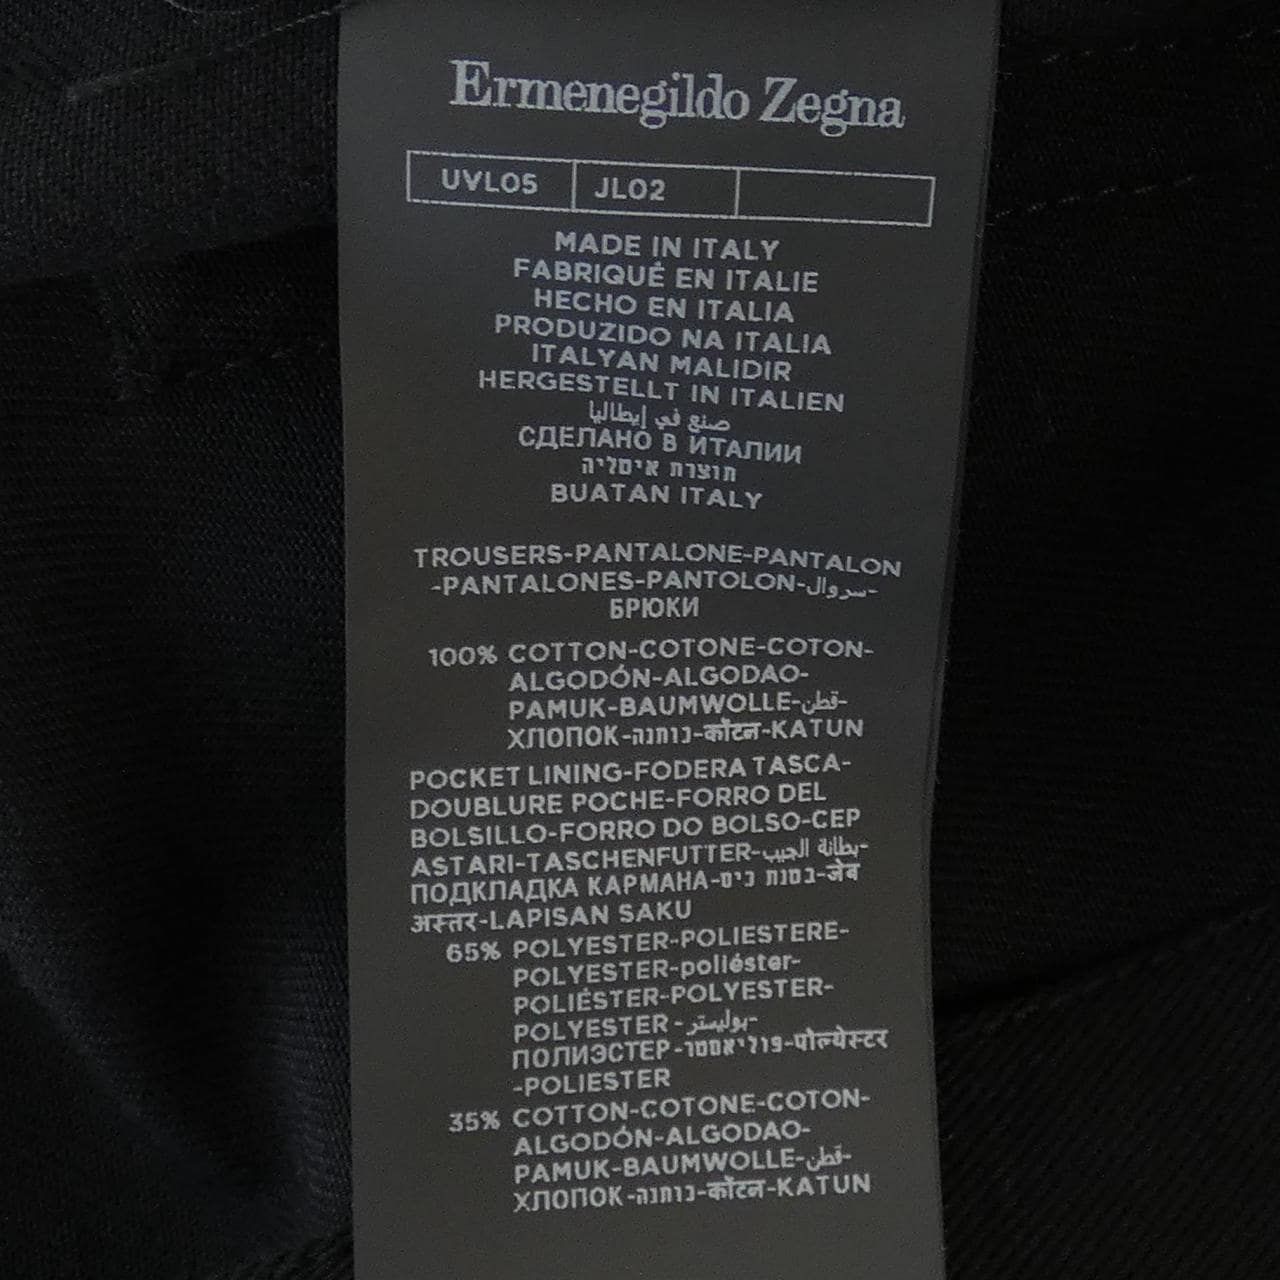 Ermenegildo Zegna
UVL05 JL02
MADE IN ITALY
FABRIQUÉ EN ITALIE
HECHO EN ITALIA
PRODUZIDO NA ITALIA
ITALYAN MALIDIR
HERGESTELLT IN ITALIEN
صنع في إيطاليا
СДЕЛАНО В ИТАЛИИ
תוצרת איטליה
BUATAN ITALY
TROUSERS-PANTALONE-PANTALON
-PANTALONES-PANTOLON-سروال-
БРЮКИ
100% COTTON-COTONE-COTON-
ALGODÓN-ALGODAO-
PAMUK-BAUMWOLLE-قطن-
ХЛОПОК-כותנה-कॉटन-KATUN
POCKET LINING-FODERA TASCA-
DOUBLURE POCHE-FORRO DEL
BOLSILLO-FORRO DO BOLSO-CEP
ASTARI-TASCHENFUTTER-بطانة الجيب-
ПОДКЛАДКА КАРМАНА-בטנת כיס-जेब
अस्तर-LAPISAN SAKU
65% POLYESTER-POLIESTERE-
POLYESTER-poliéster-
POLIÉSTER-POLYESTER-
POLYESTER-بوليستر-
ПОЛИЭСТЕР-פוליאסטר-पोल्येस्टर
-POLIESTER
35% COTTON-COTONE-COTON-
ALGODÓN-ALGODAO-
PAMUK-BAUMWOLLE-قطن-
ХЛОПОК-כותנה-कॉटन-KATUN